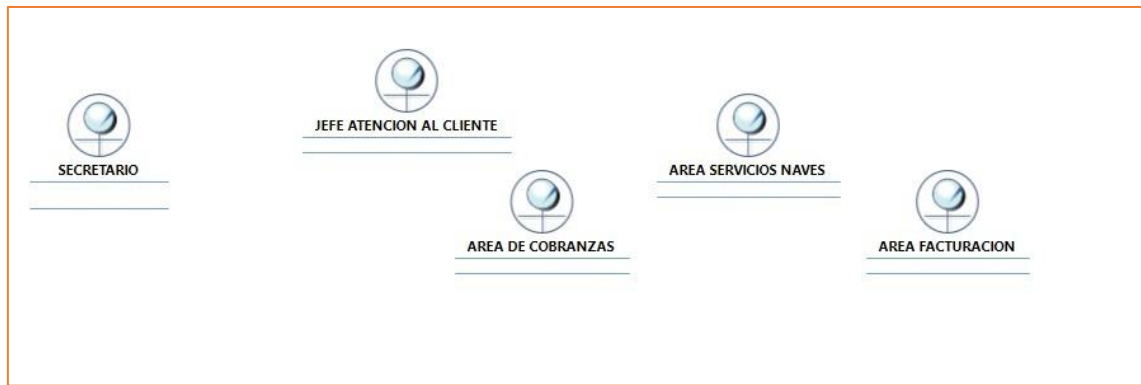 JEFE ATENCION AL CLIENTE
SECRETARIO
AREA SERVICIOS NAVES
AREA DE COBRANZAS
AREA FACTURACION